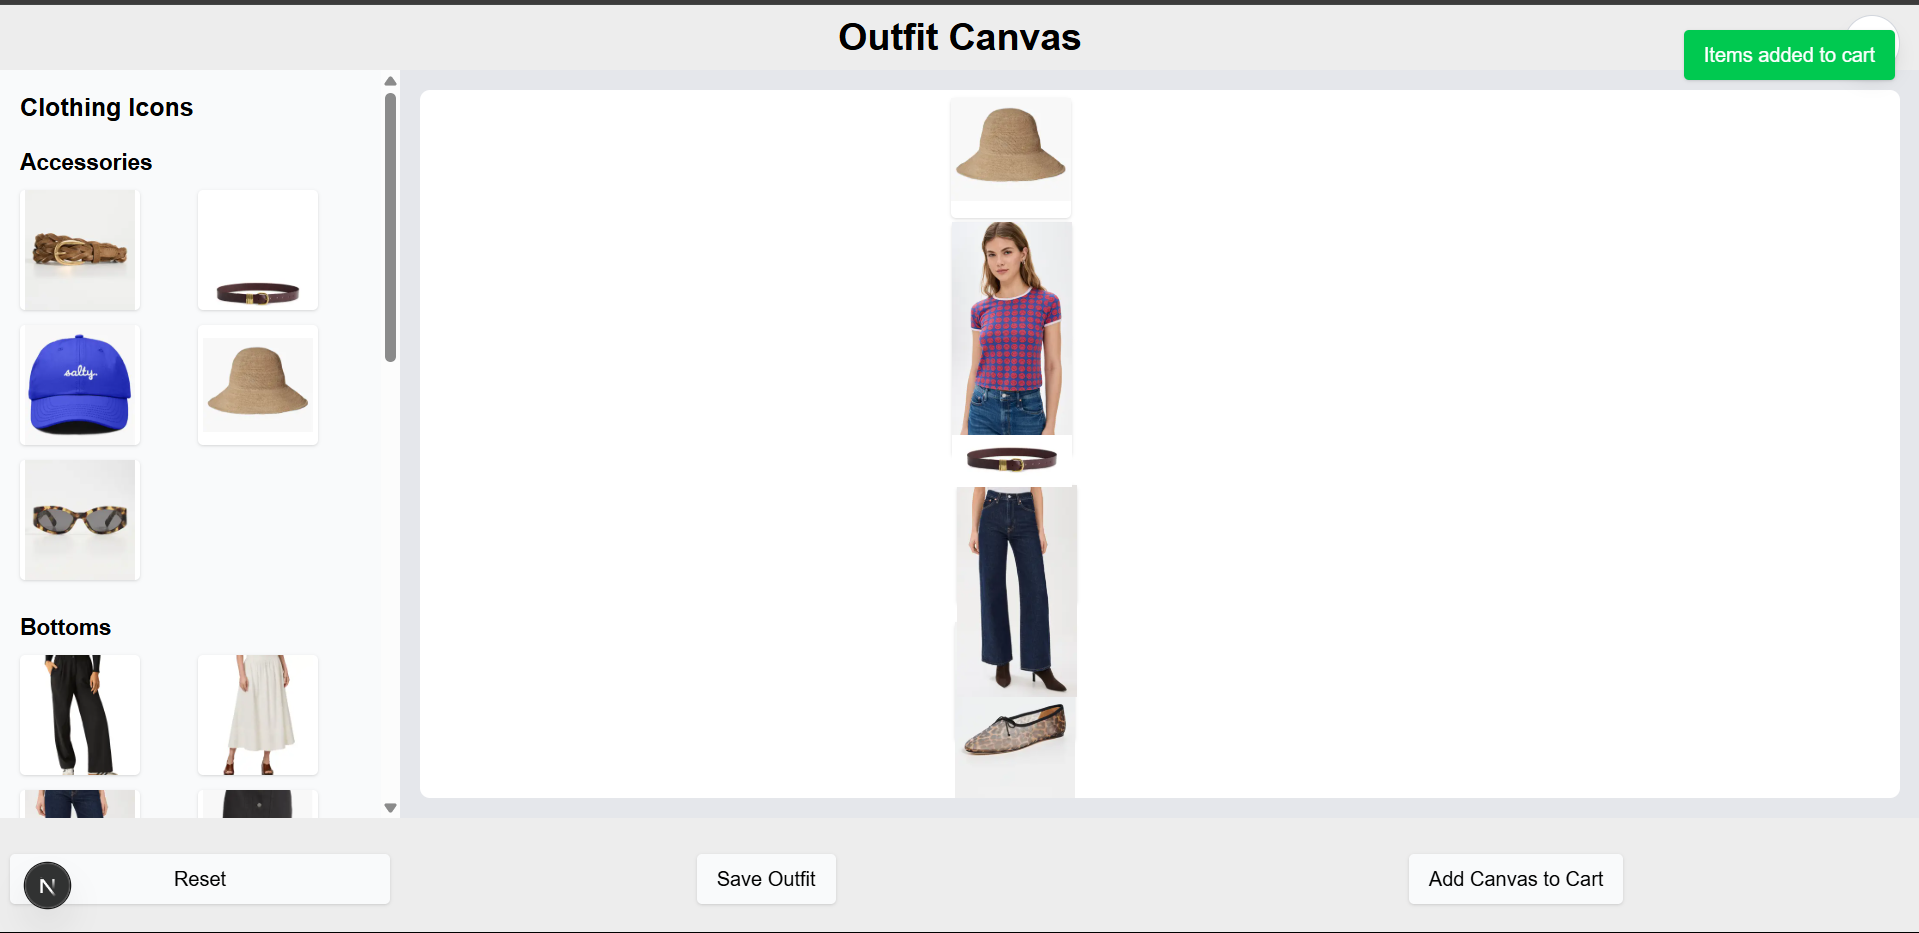 Outfit Canvas
Items added to cart
Clothing Icons
Accessories
salty.
Bottoms
N
Reset
Save Outfit
Add Canvas to Cart